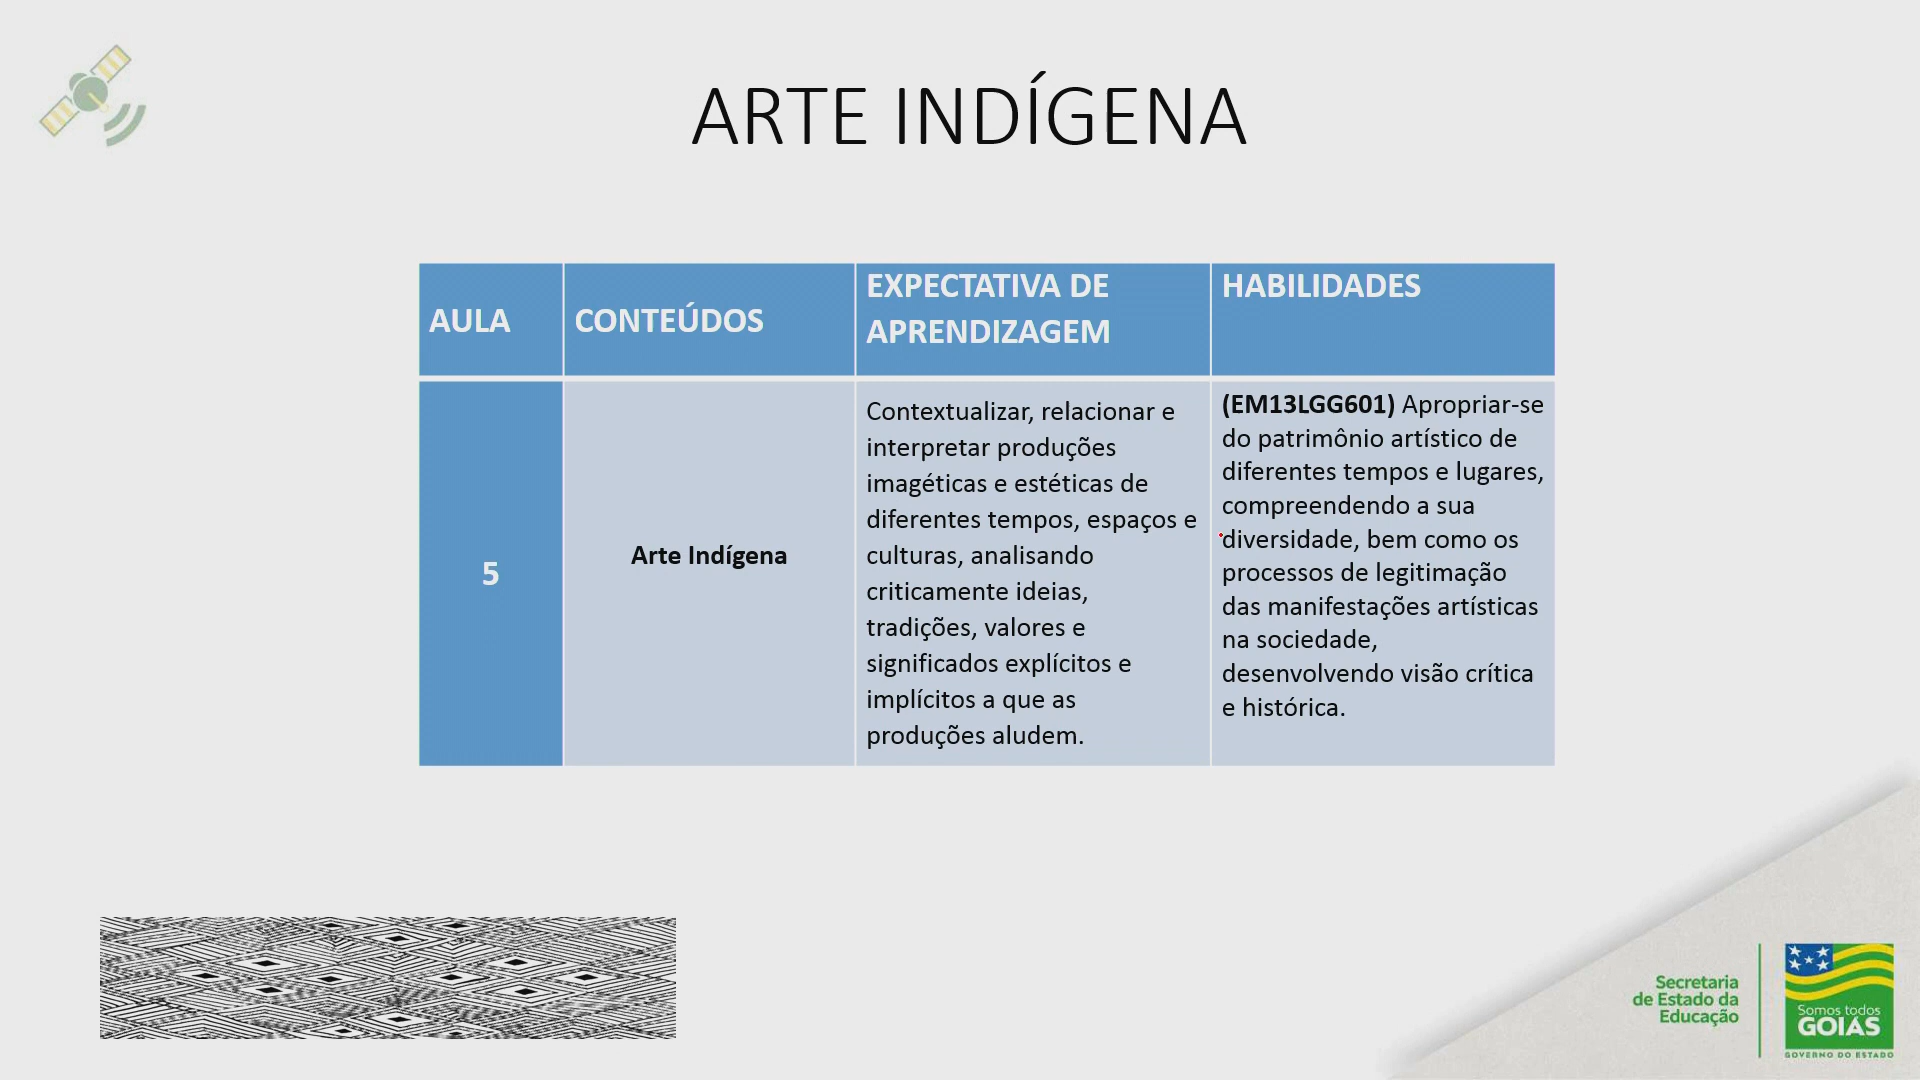 ARTE INDÍGENA
AULA
CONTEÚDOS
EXPECTATIVA DE
APRENDIZAGEM
HABILIDADES
5
Arte Indígena
Contextualizar, relacionar e
interpretar produções
imagéticas e estéticas de
diferentes tempos, espaços e
culturas, analisando
criticamente ideias,
tradições, valores e
significados explícitos e
implícitos a que as
produções aludem.
(EM13LGG601) Apropriar-se
do patrimônio artístico de
diferentes tempos e lugares,
compreendendo a sua
diversidade, bem como os
processos de legitimação
das manifestações artísticas
na sociedade,
desenvolvendo visão crítica
e histórica.
Secretaria
de Estado da
Educação
Somos todos
GOIÁS
GOVERNO DO ESTADO